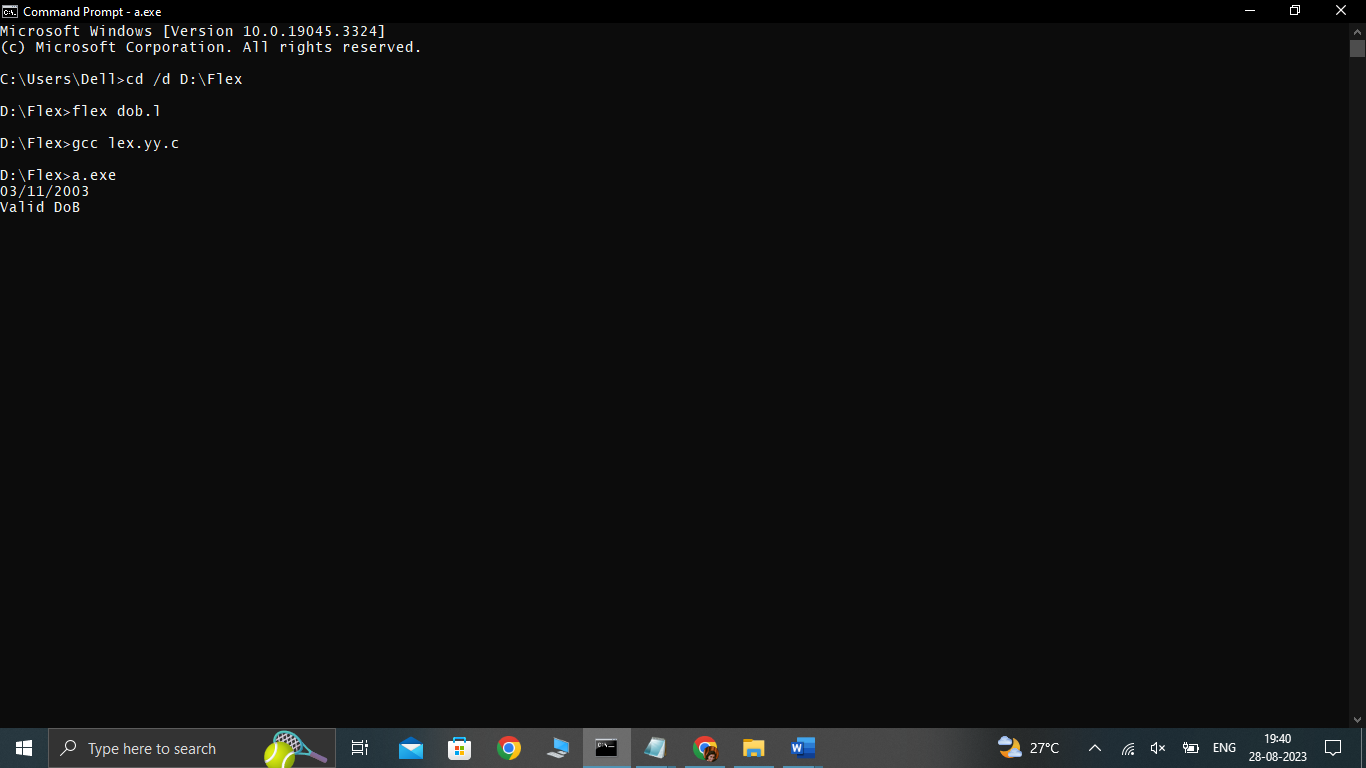 Command Prompt - a.exe
Microsoft Windows [Version 10.0.19045.3324]
(c) Microsoft Corporation. All rights reserved.
C:\Users\Dell>cd /d D:\Flex
D:\Flex>flex dob.l
D:\Flex>gcc lex.yy.c
D:\Flex>a.exe
03/11/2003
Valid DoB
Type here to search
27°C
ENG
19:40
28-08-2023